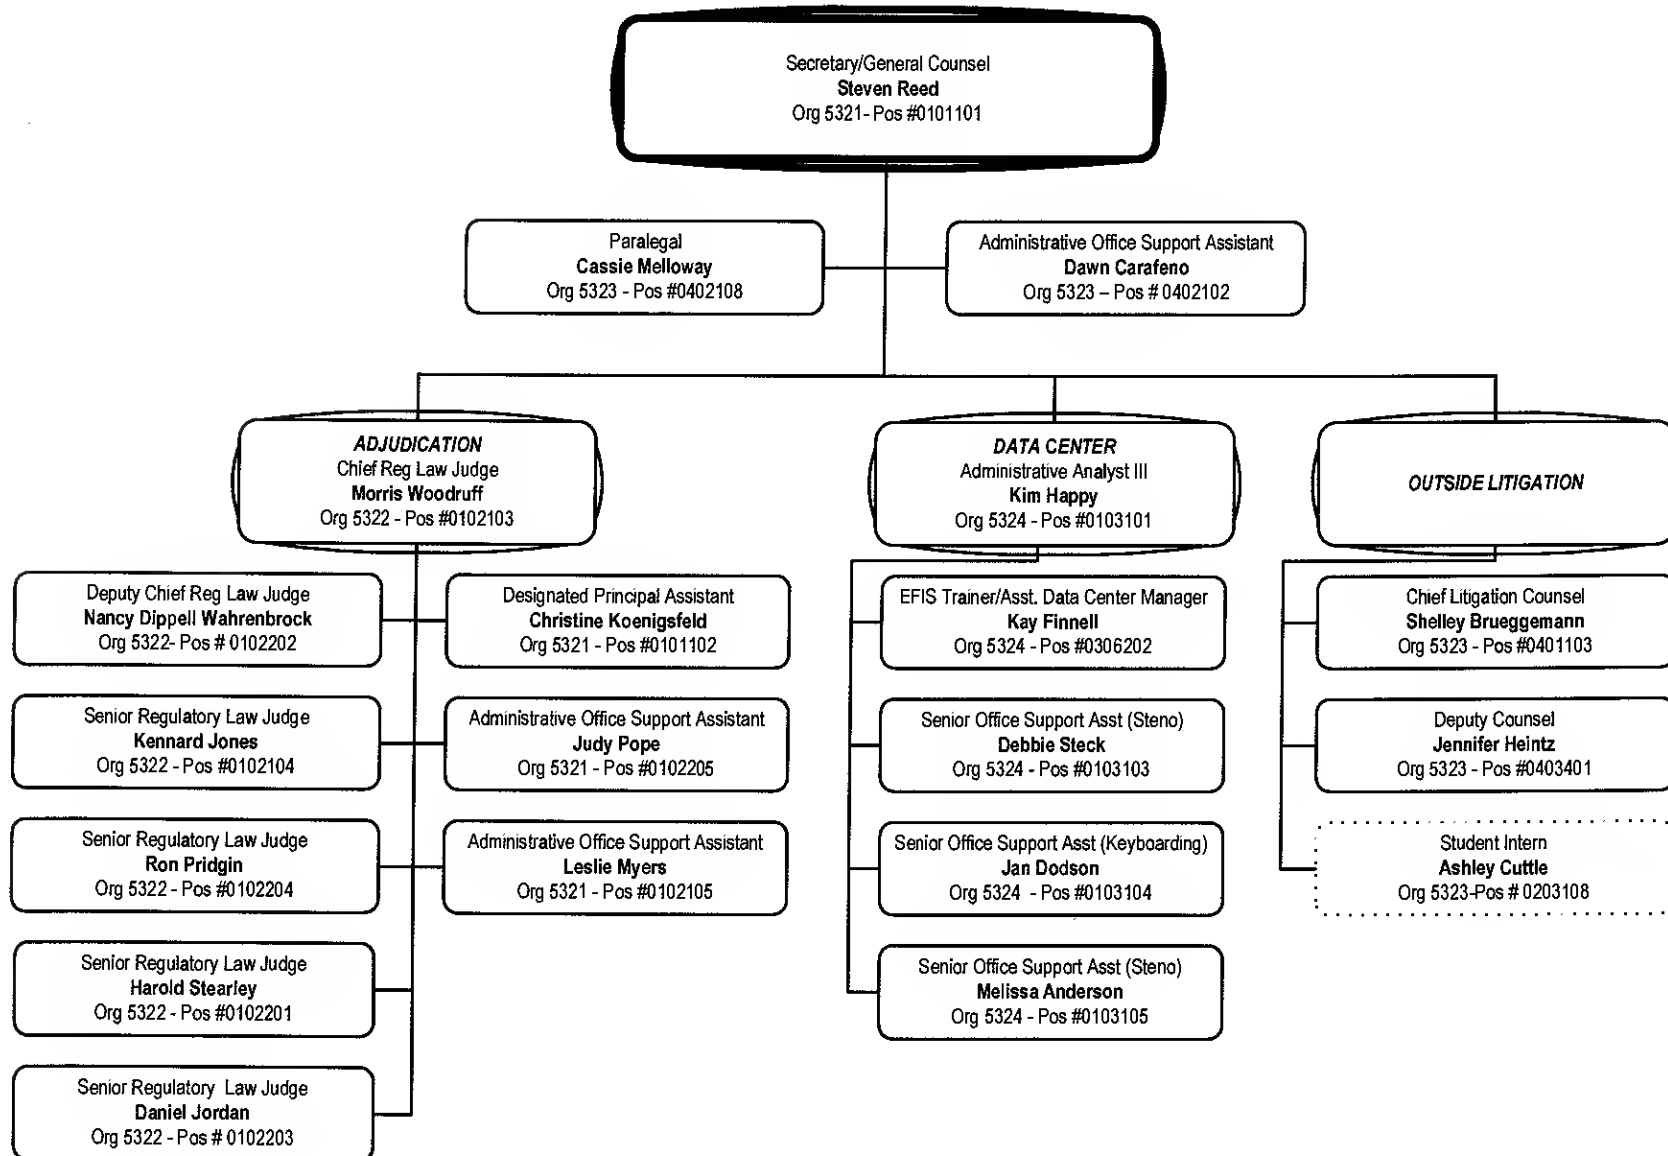 Secretary/General Counsel
Steven Reed
Org 5321- Pos #0101101
Paralegal
Cassie Melloway
Org 5323 - Pos #0402108
Administrative Office Support Assistant
Dawn Carafeno
Org 5323 – Pos # 0402102
ADJUDICATION
Chief Reg Law Judge
Morris Woodruff
Org 5322 - Pos #0102103
DATA CENTER
Administrative Analyst III
Kim Happy
Org 5324 - Pos #0103101
OUTSIDE LITIGATION
Deputy Chief Reg Law Judge
Nancy Dippell Wahrenbrock
Org 5322- Pos # 0102202
Designated Principal Assistant
Christine Koenigsfeld
Org 5321 - Pos #0101102
Senior Regulatory Law Judge
Kennard Jones
Org 5322 - Pos #0102104
Administrative Office Support Assistant
Judy Pope
Org 5321 - Pos #0102205
Senior Regulatory Law Judge
Ron Pridgin
Org 5322 - Pos #0102204
Administrative Office Support Assistant
Leslie Myers
Org 5321 - Pos #0102105
Senior Regulatory Law Judge
Harold Stearley
Org 5322 - Pos #0102201
Senior Regulatory Law Judge
Daniel Jordan
Org 5322 - Pos # 0102203
EFIS Trainer/Asst. Data Center Manager
Kay Finnell
Org 5324 - Pos #0306202
Senior Office Support Asst (Steno)
Debbie Steck
Org 5324 - Pos #0103103
Senior Office Support Asst (Keyboarding)
Jan Dodson
Org 5324 - Pos #0103104
Senior Office Support Asst (Steno)
Melissa Anderson
Org 5324 - Pos #0103105
Chief Litigation Counsel
Shelley Brueggemann
Org 5323 - Pos #0401103
Deputy Counsel
Jennifer Heintz
Org 5323 - Pos #0403401
Student Intern
Ashley Cuttle
Org 5323-Pos # 0203108